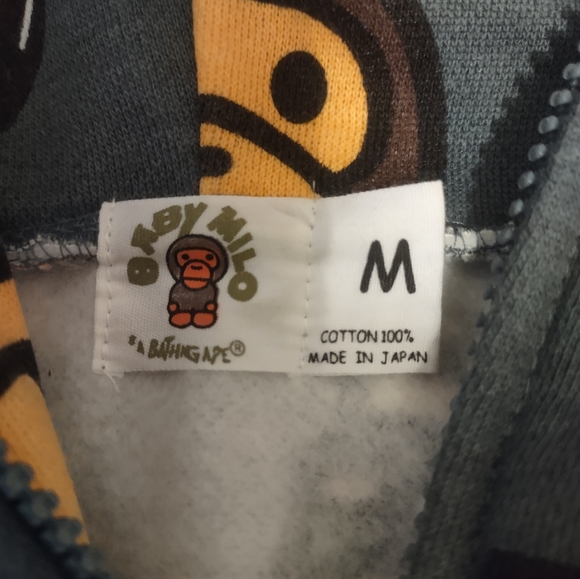 BABY MILO
"A BATHING APE®
M
COTTON 100%
MADE IN JAPAN